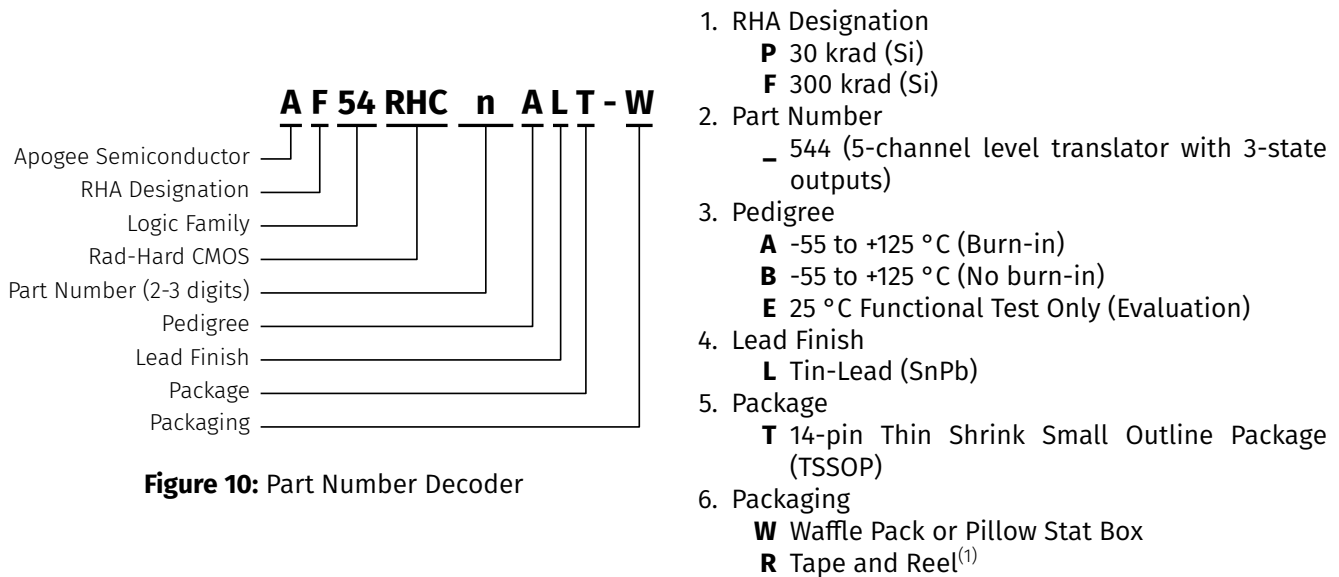 A F 54 RHC n A L T - W
Apogee Semiconductor
RHA Designation
Logic Family
Rad-Hard CMOS
Part Number (2-3 digits)
Pedigree
Lead Finish
Package
Packaging
Figure 10: Part Number Decoder
1. RHA Designation
P 30 krad (Si)
F 300 krad (Si)
2. Part Number
_ 544 (5-channel level translator with 3-state
outputs)
3. Pedigree
A -55 to +125 °C (Burn-in)
B -55 to +125 °C (No burn-in)
E 25 °C Functional Test Only (Evaluation)
4. Lead Finish
L Tin-Lead (SnPb)
5. Package
T 14-pin Thin Shrink Small Outline Package
(TSSOP)
6. Packaging
W Waffle Pack or Pillow Stat Box
R Tape and Reel(1)